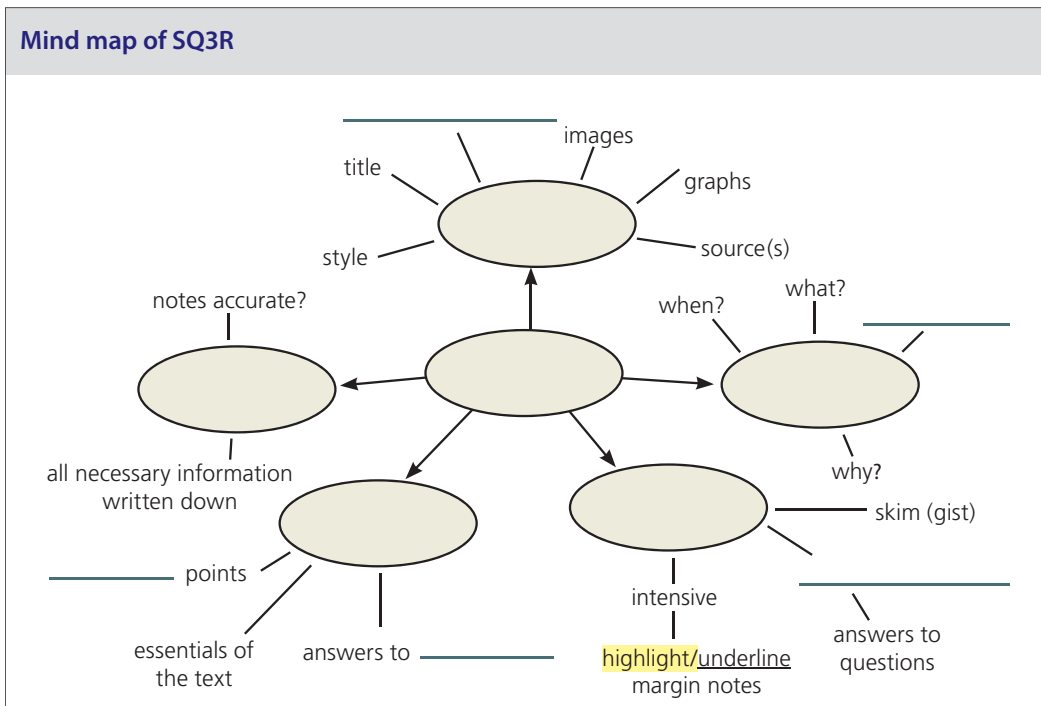 Mind map of SQ3R
images
title
graphs
style
source(s)
notes accurate?
what?
when?
all necessary information
written down
why?
skim (gist)
points
intensive
essentials of
the text
answers to
highlight/underline
margin notes
answers to
questions